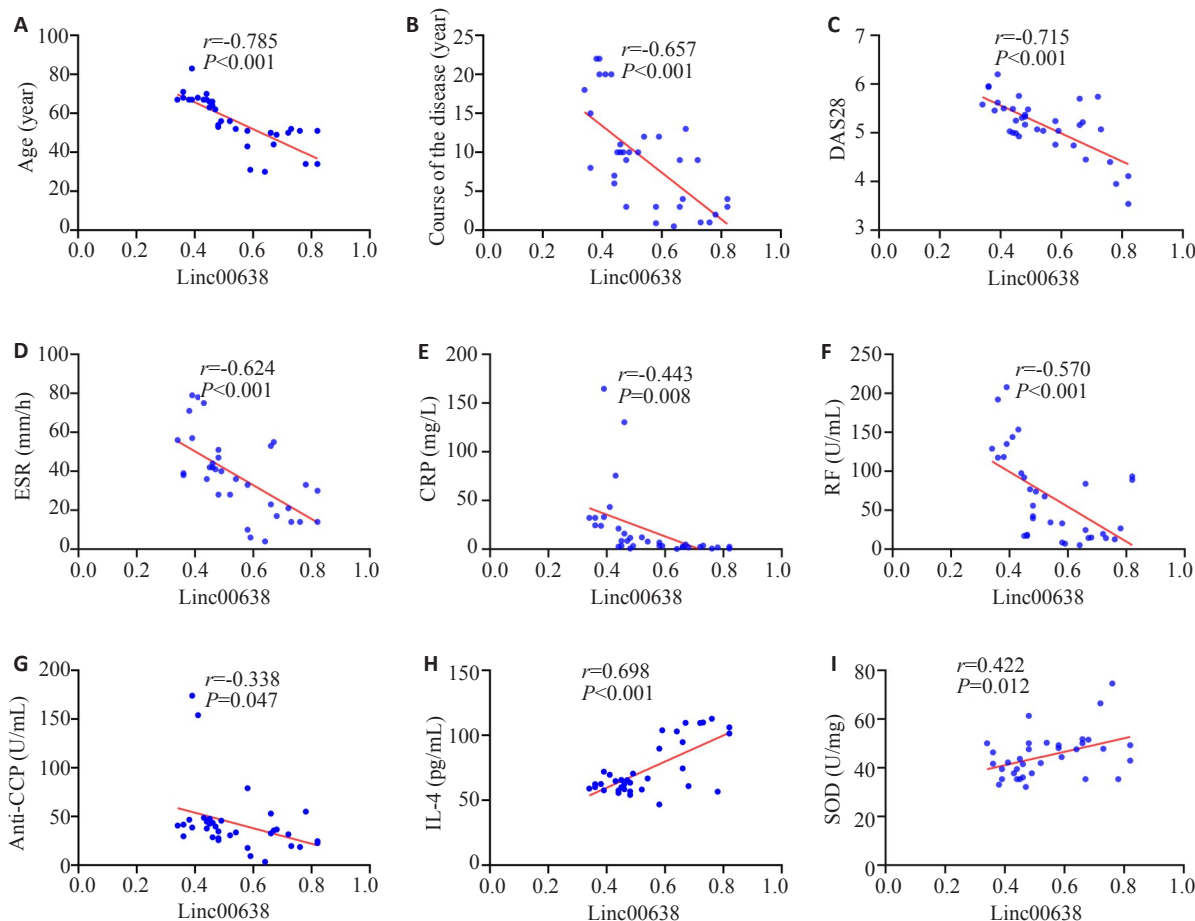 A
r=-0.785
P<0.001
100
80
60
40
20
0
Age (year)
0.0 0.2 0.4 0.6 0.8 1.0
Linc00638
B
r=-0.657
P<0.001
25
20
15
10
5
0
Course of the disease (year)
0.0 0.2 0.4 0.6 0.8 1.0
Linc00638
C
r=-0.715
P<0.001
7
6
5
4
3
DAS28
0.0 0.2 0.4 0.6 0.8 1.0
Linc00638
D
r=-0.624
P<0.001
100
80
60
40
20
0
ESR (mm/h)
0.0 0.2 0.4 0.6 0.8 1.0
Linc00638
E
r=-0.443
P=0.008
200
150
100
50
0
CRP (mg/L)
0.0 0.2 0.4 0.6 0.8 1.0
Linc00638
F
r=-0.570
P<0.001
250
200
150
100
50
0
RF (U/mL)
0.0 0.2 0.4 0.6 0.8 1.0
Linc00638
G
r=-0.338
P=0.047
200
150
100
50
0
Anti-CCP (U/mL)
0.0 0.2 0.4 0.6 0.8 1.0
Linc00638
H
r=0.698
P<0.001
150
100
50
0
IL-4 (pg/mL)
0.0 0.2 0.4 0.6 0.8 1.0
Linc00638
I
r=0.422
P=0.012
80
60
40
20
0
SOD (U/mg)
0.0 0.2 0.4 0.6 0.8 1.0
Linc00638